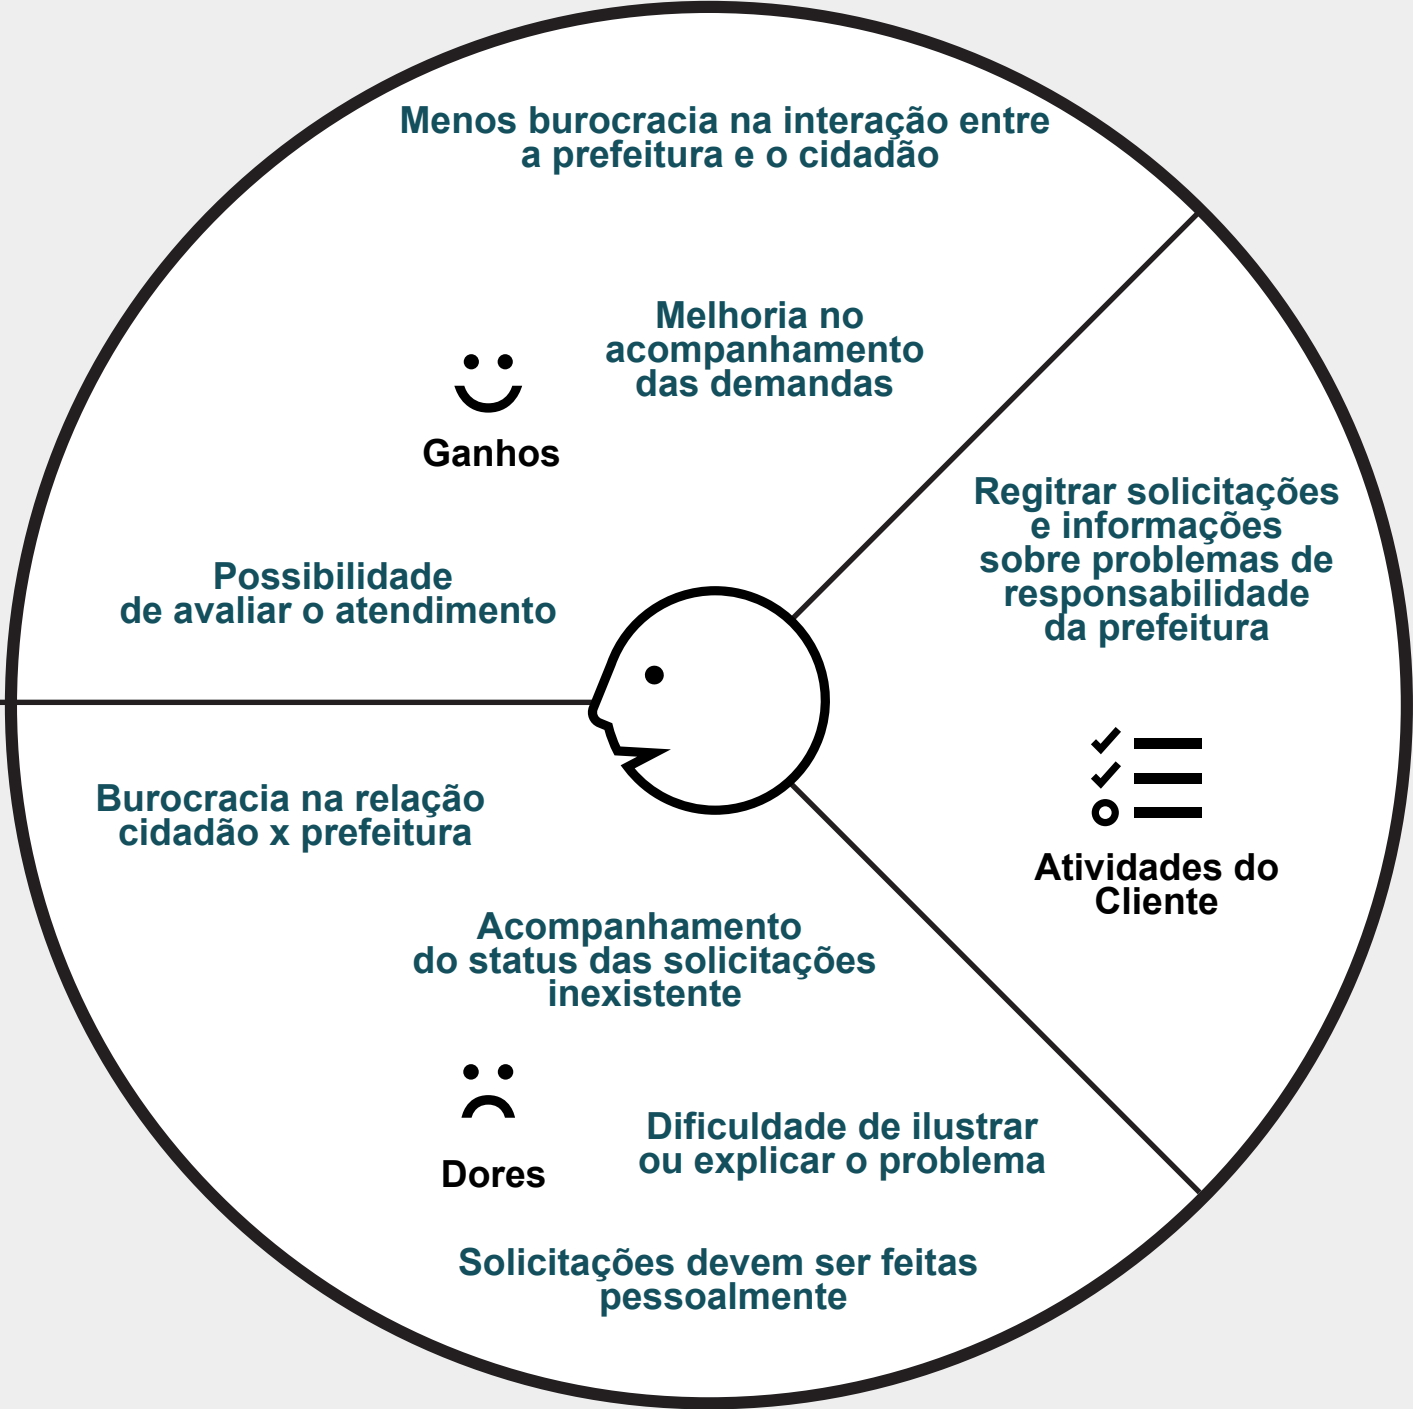 Menos burocracia na interação entre
a prefeitura e o cidadão
Melhoria no
acompanhamento
das demandas
Ganhos
Possibilidade
de avaliar o atendimento
Regitrar solicitações
e informações
sobre problemas de
responsabilidade
da prefeitura
Atividades do
Cliente
Burocracia na relação
cidadão x prefeitura
Acompanhamento
do status das solicitações
inexistente
Dores
Dificuldade de ilustrar
ou explicar o problema
Solicitações devem ser feitas
pessoalmente